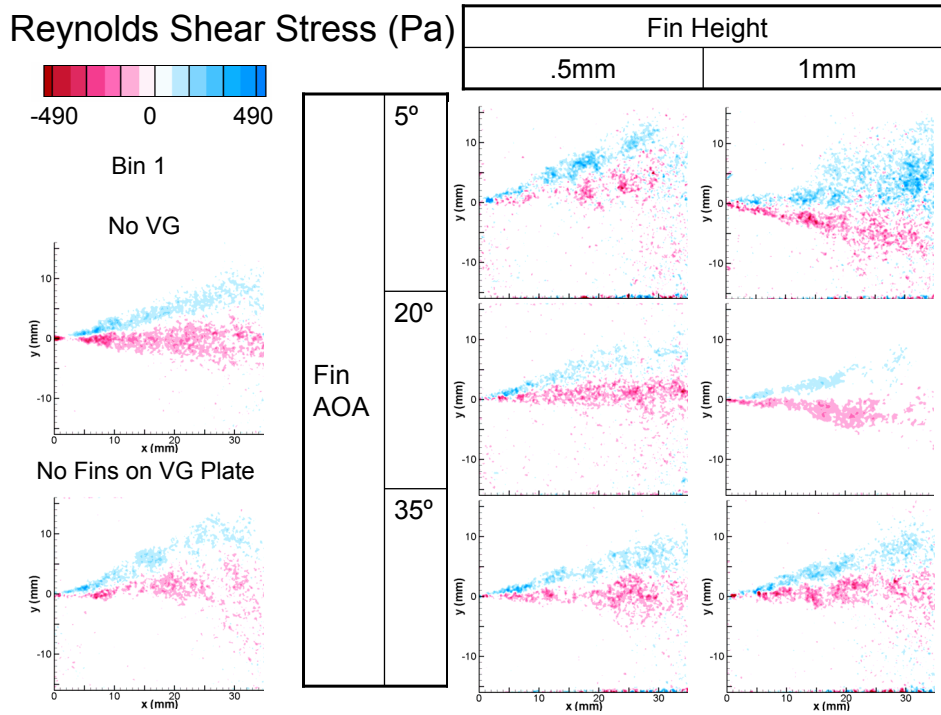 Reynolds Shear Stress (Pa)
-490 0 490
Bin 1
No VG
y (mm)
10
0
-10
0 10 20 30
x (mm)
No Fins on VG Plate
y (mm)
10
0
-10
0 10 20 30
x (mm)
Fin Height
.5mm 1mm
Fin
AOA
5º
y (mm)
10
0
-10
y (mm)
10
0
-10
20º
y (mm)
10
0
-10
y (mm)
10
0
-10
35º
y (mm)
10
0
-10
0 10 20 30
x (mm)
y (mm)
10
0
-10
0 10 20 30
x (mm)